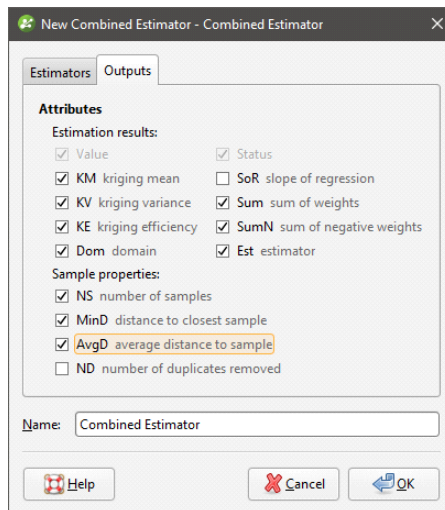 New Combined Estimator - Combined Estimator
Estimators Outputs
Attributes
Estimation results:
Value Status
KM kriging mean SoR slope of regression
KV kriging variance Sum sum of weights
KE kriging efficiency SumN sum of negative weights
Dom domain Est estimator
Sample properties:
NS number of samples
MinD distance to closest sample
AvgD average distance to sample
ND number of duplicates removed
Name: Combined Estimator
Help Cancel OK